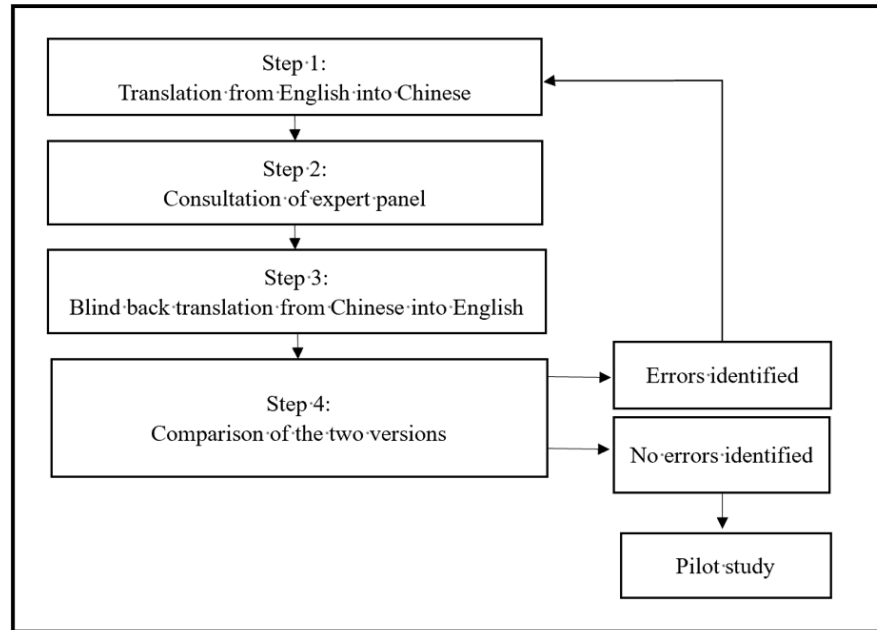 Step 1:
Translation from English into Chinese
Step 2:
Consultation of expert panel
Step 3:
Blind back translation from Chinese into English
Step 4:
Comparison of the two versions
Errors identified
No errors identified
Pilot study